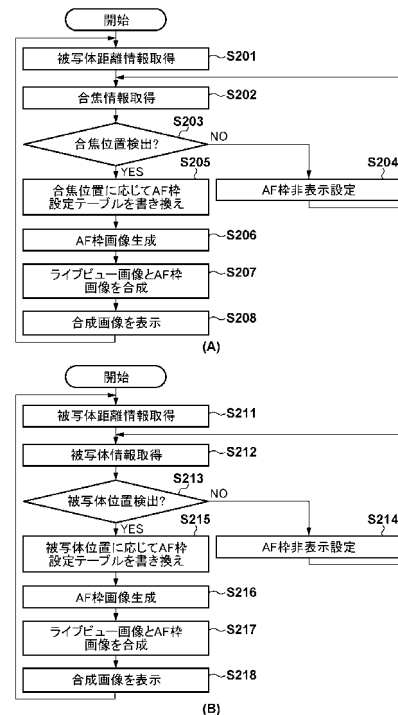 開始
被写体距離情報取得
S201
合焦情報取得
S202
S203
合焦位置検出?
NO
YES
S205
S204
合焦位置に応じてAF枠
設定テーブルを書き換え
AF枠非表示設定
AF枠画像生成
S206
ライブビュー画像とAF枠
画像を合成
S207
合成画像を表示
S208
(A)
開始
被写体距離情報取得
S211
被写体情報取得
S212
S213
被写体位置検出?
NO
YES
S215
S214
被写体位置に応じてAF枠
設定テーブルを書き換え
AF枠非表示設定
AF枠画像生成
S216
ライブビュー画像とAF枠
画像を合成
S217
合成画像を表示
S218
(B)